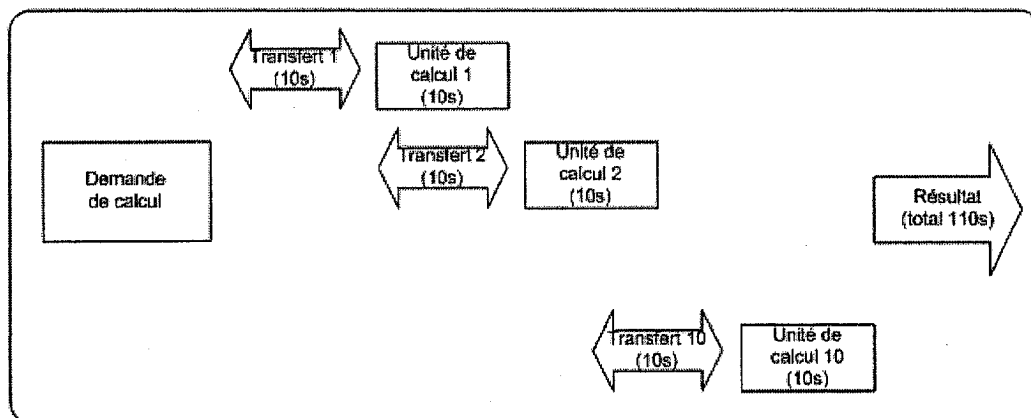 Transfert 1
(10s)
Unité de
calcul 1
(10s)
Transfert 2
(10s)
Unité de
calcul 2
(10s)
Demande
de calcul
Résultat
(total 110s)
Transfert 10
(10s)
Unité de
calcul 10
(10s)